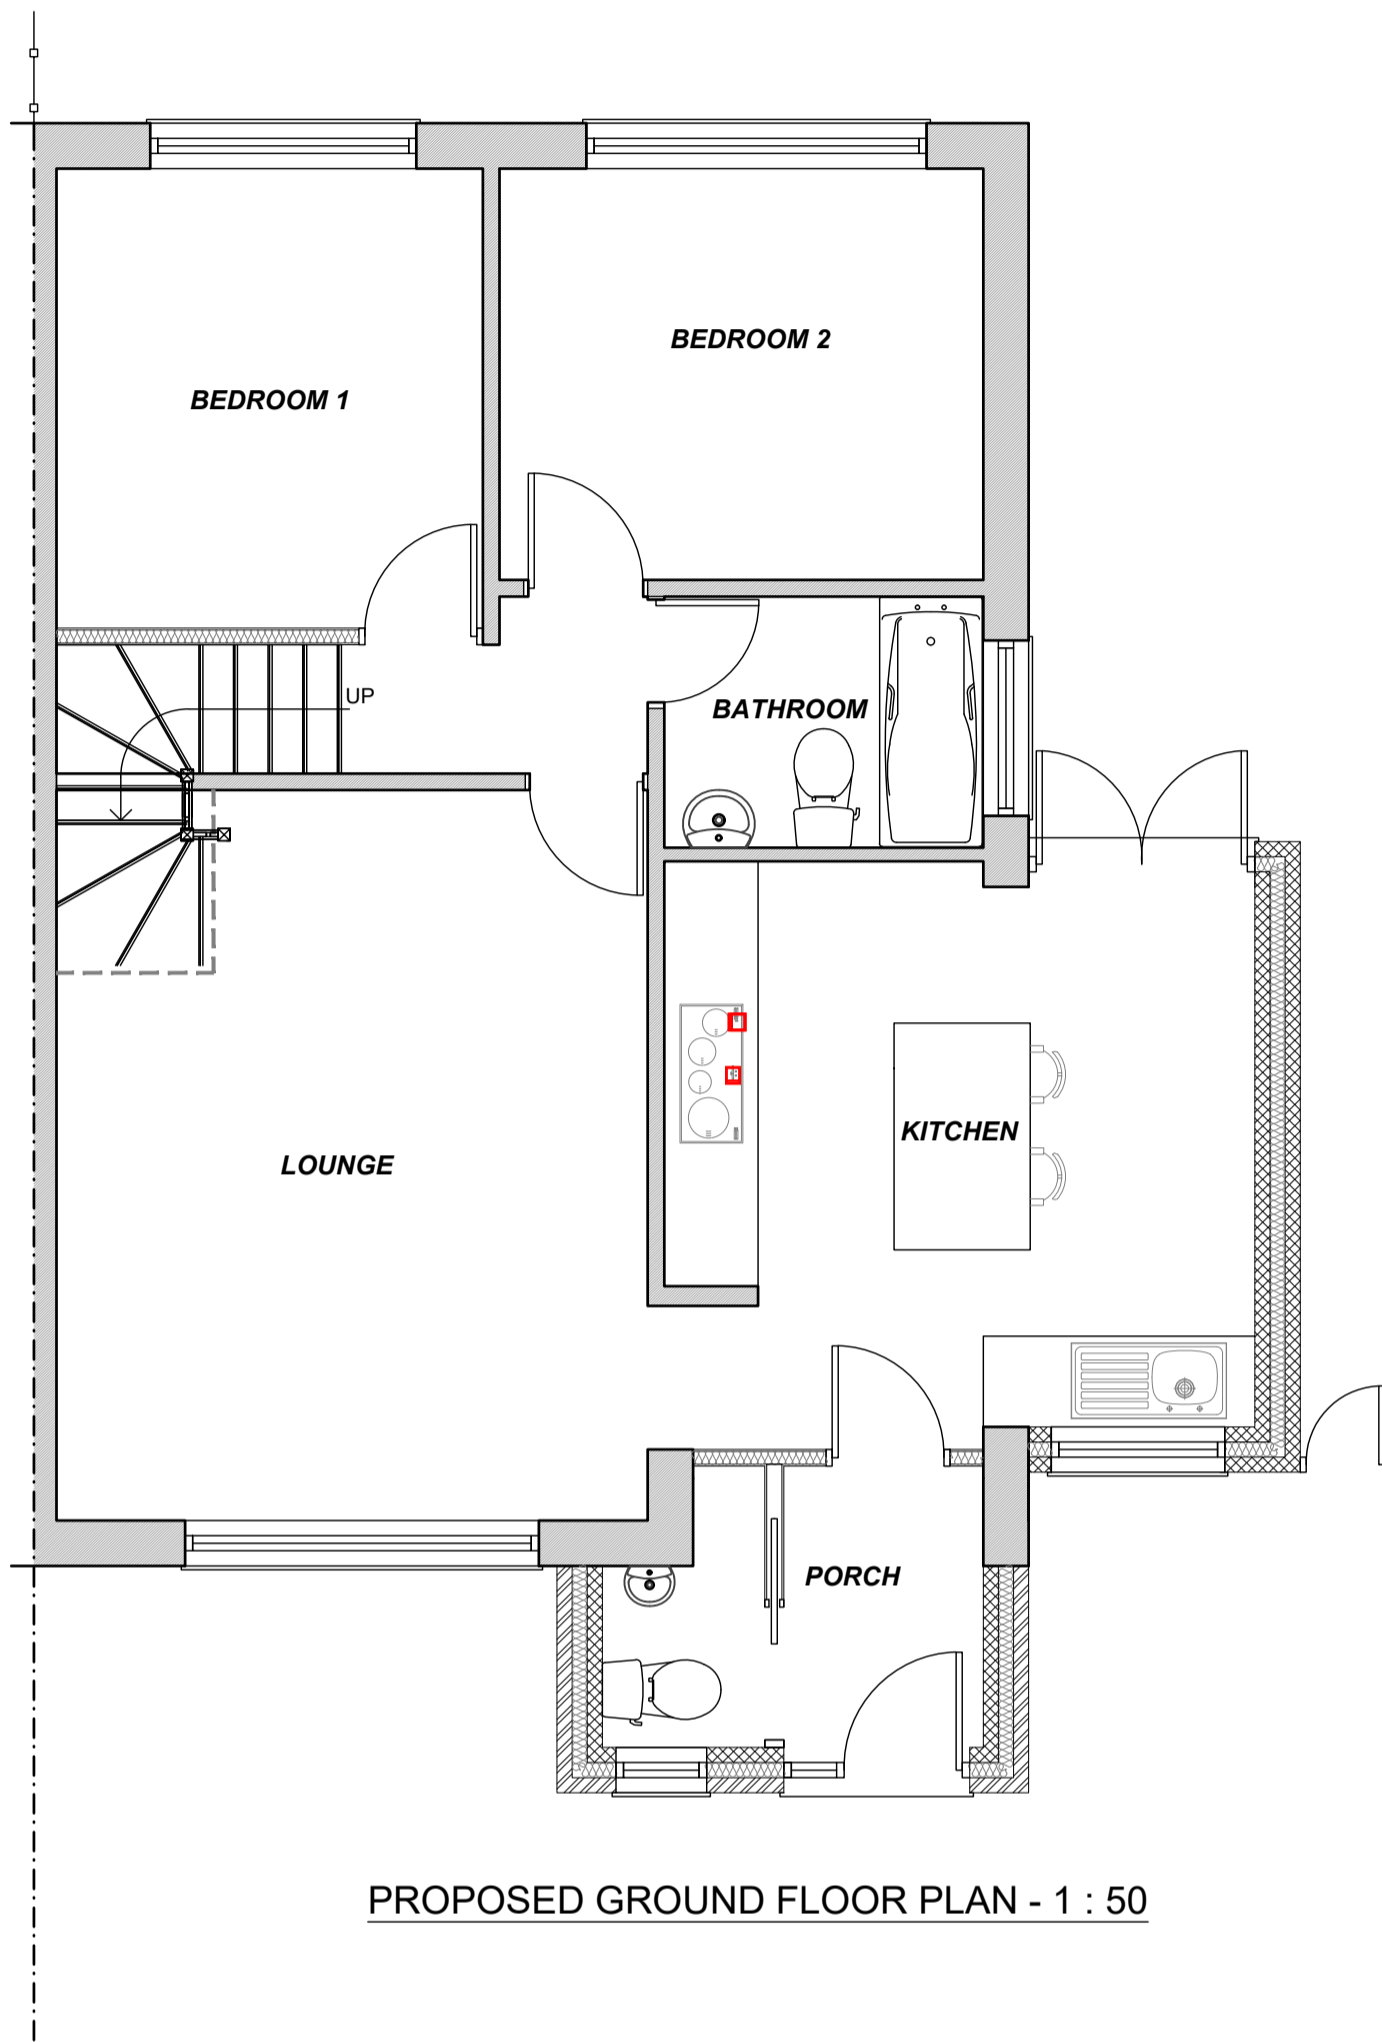 BEDROOM 2
BEDROOM 1
UP
BATHROOM
KITCHEN
LOUNGE
PORCH
PROPOSED GROUND FLOOR PLAN - 1 : 50